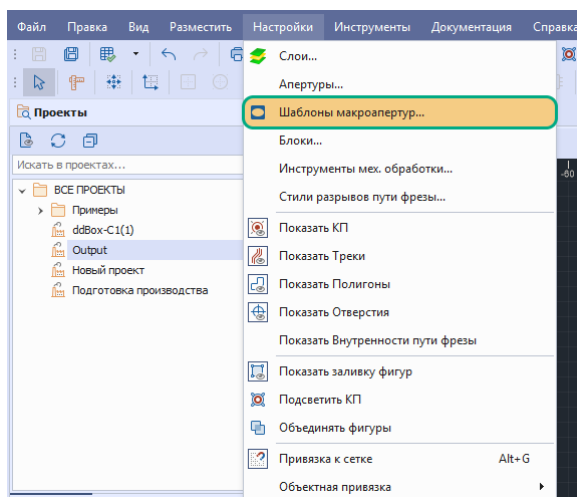 Файл Правка Вид Разместить Настройки Инструменты Документация Справка
Слои...
Апертуры...
Проекты
Шаблоны макроапертур...
Блоки...
Искать в проектах...
Инструменты мех. обработки...
-60
ВСЕ ПРОЕКТЫ
Стили разрывов пути фрезы...
Примеры
ddBox-C1(1)
Показать КП
Output
Показать Треки
Новый проект
Подготовка производства
Показать Полигоны
Показать Отверстия
Показать Внутренности пути фрезы
Показать заливку фигур
Подсветить КП
Объединять фигуры
Привязка к сетке Alt+G
Объектная привязка